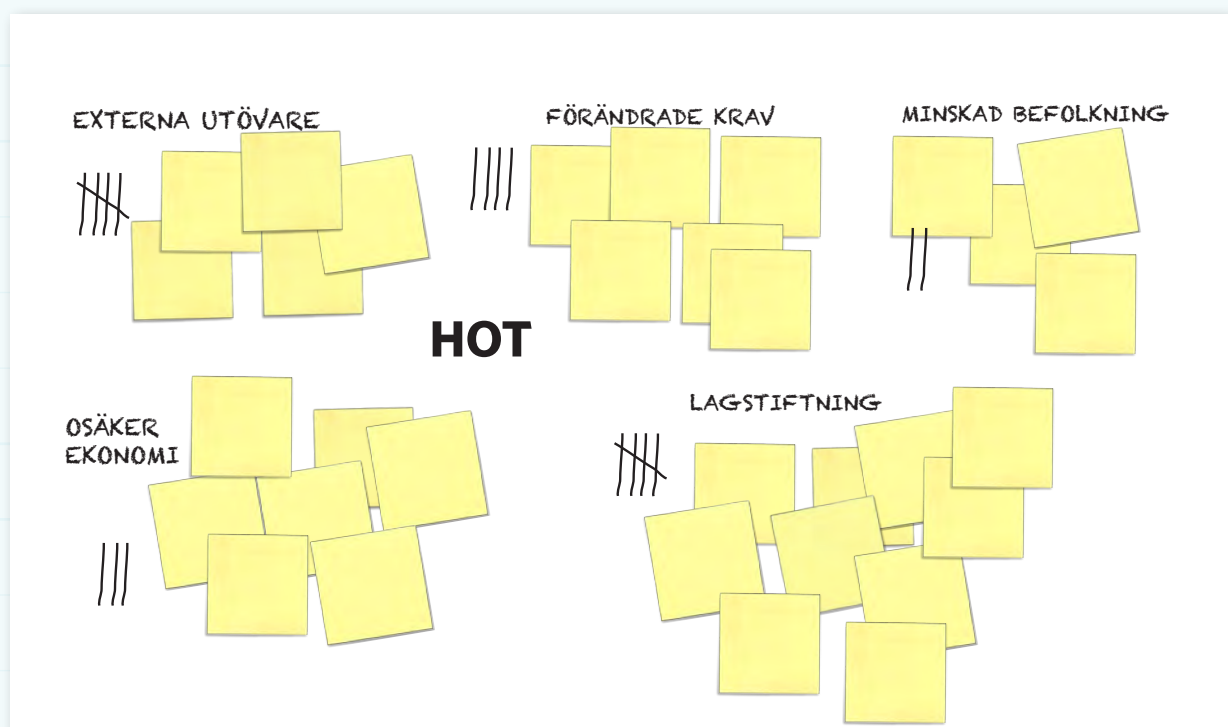 EXTERNA UTÖVARE
FÖRÄNDRADE KRAV
MINSKAD BEFOLKNING
HOT
OSÄKER
EKONOMI
LAGSTIFTNING